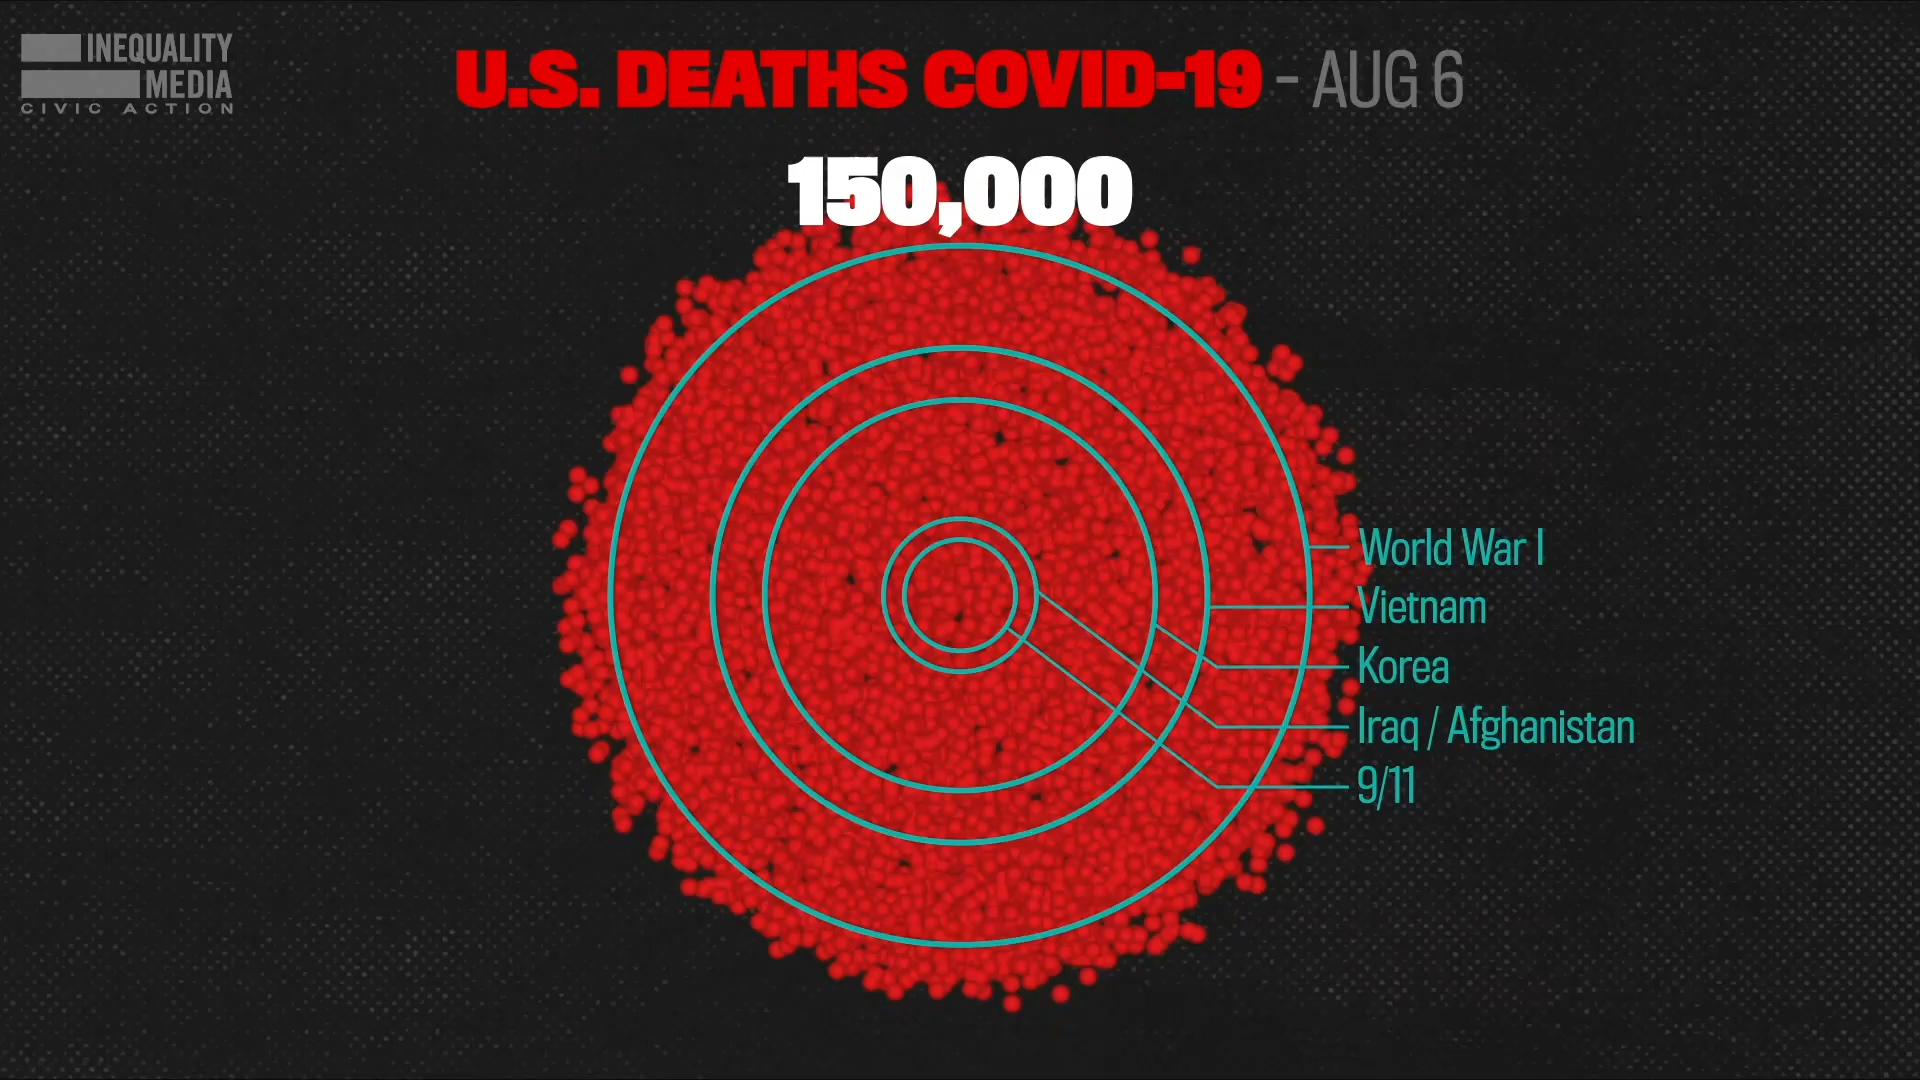 INEQUALITY
MEDIA
CIVIC ACTION
U.S. DEATHS COVID-19 - AUG 6
150,000
World War I
Vietnam
Korea
Iraq / Afghanistan
9/11